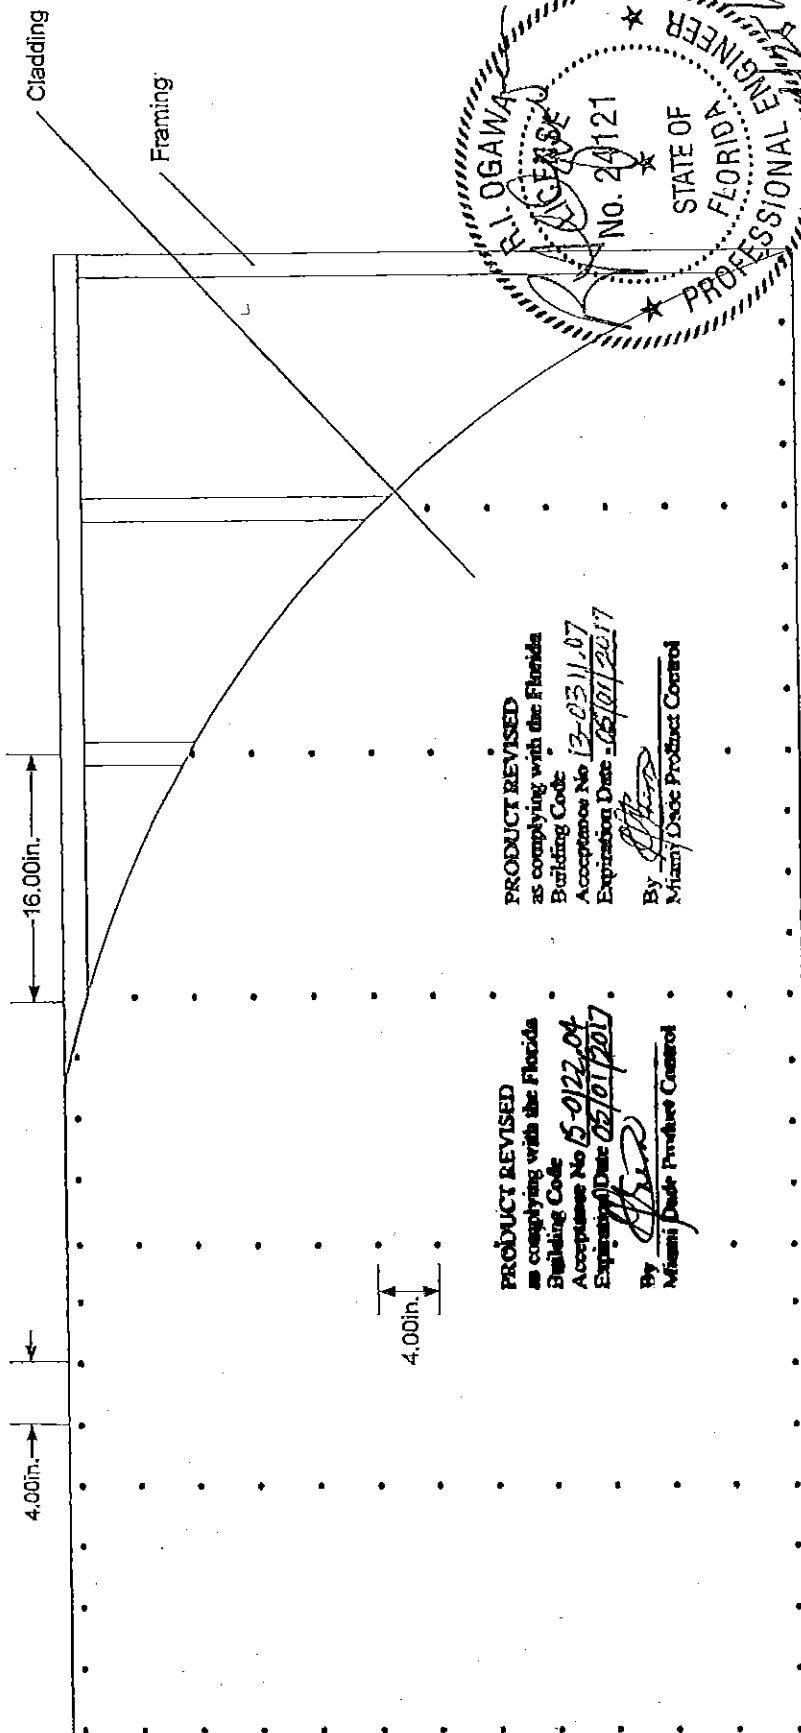 Cladding
Framing
16.00in.
4.00in.
4.00in.
PRODUCT REVISED
as complying with the Florida
Building Code
Acceptance No 15-0122.04
Expiration Date 05/01/2017
By
Miami Dade Product Control
PRODUCT REVISED
as complying with the Florida
Building Code
Acceptance No 13-0311.07
Expiration Date 05/01/2017
By
Miami Dade Product Control
R.I. OGAWA
LICENSE
No. 24121
STATE OF
FLORIDA
PROFESSIONAL ENGINEER